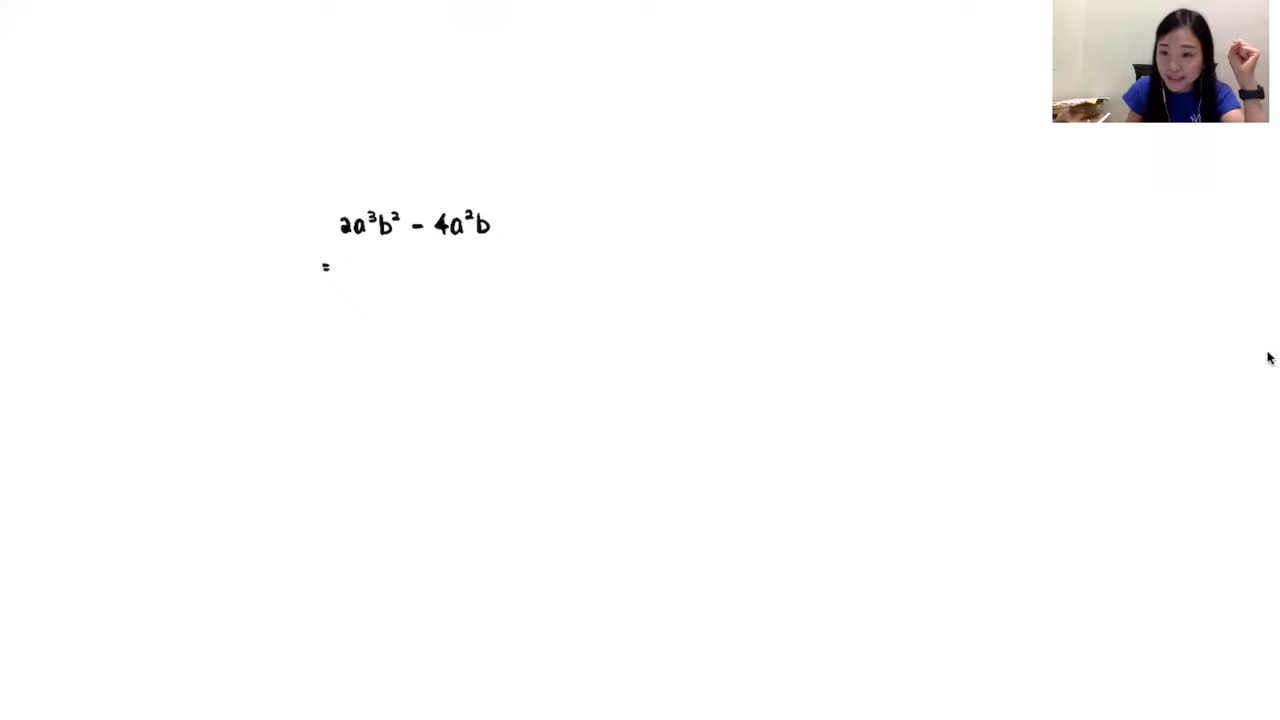 2a³b² - 4a²b
=